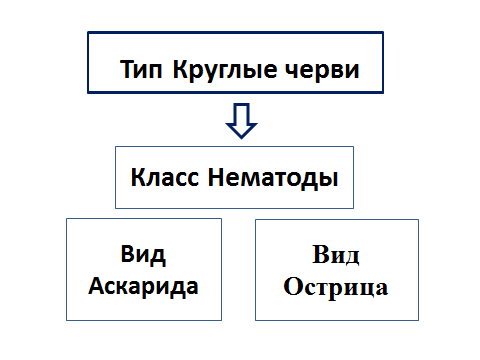 Тип Круглые черви
Класс Нематоды
Вид
Аскарида
Вид
Острица